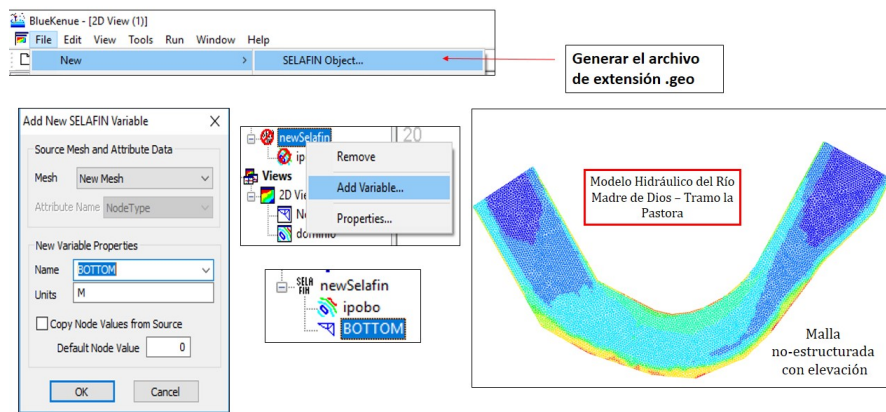 BlueKenue - [2D View (1)]
File Edit View Tools Run Window Help
New > SELAFIN Object...
Generar el archivo
de extensión .geo
Add New SELAFIN Variable X
Source Mesh and Attribute Data
Mesh New Mesh
Attribute Name NodeType
New Variable Properties
Name BOTTOM
Units M
Copy Node Values from Source
Default Node Value 0
OK Cancel
newSelafin
20
ip
Remove
Views
Add Variable...
2D Vie
Properties...
dominio
SELA
FIN
newSelafin
ipobo
BOTTOM
Modelo Hidráulico del Río
Madre de Dios – Tramo la
Pastora
Malla
no-estructurada
con elevación